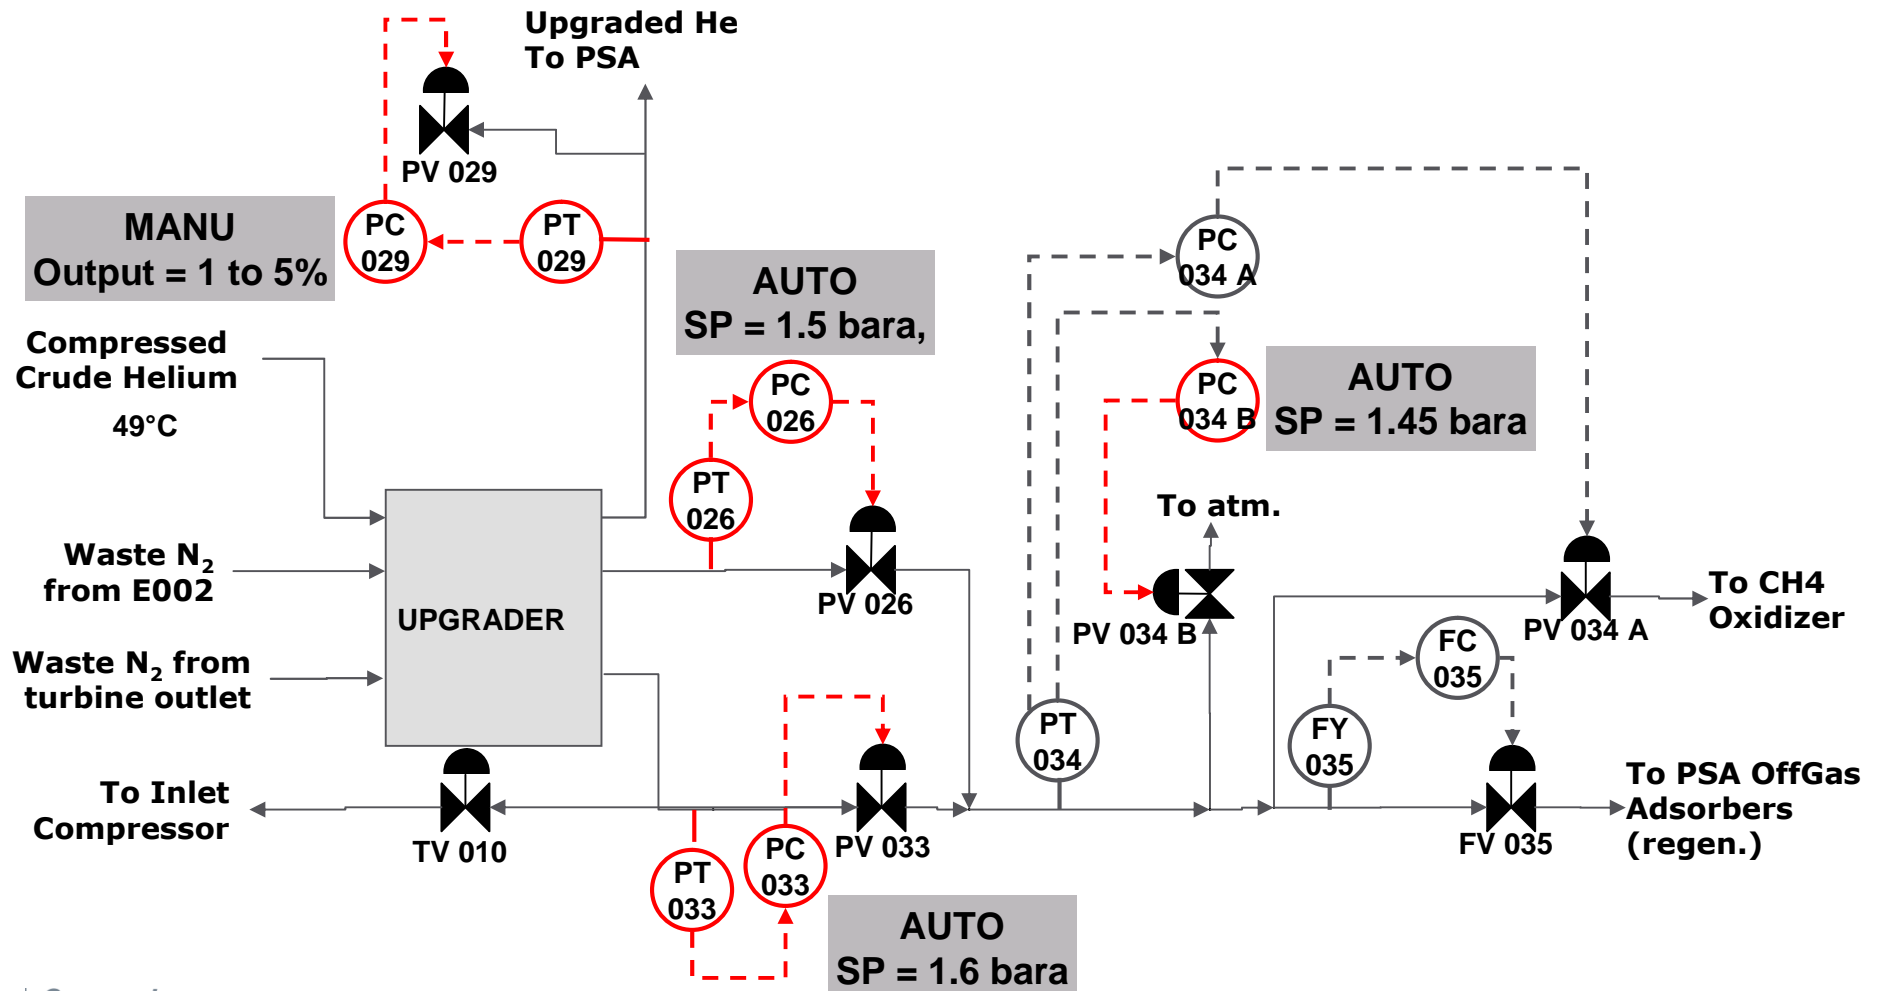 Upgraded He
To PSA
PV 029
MANU
Output = 1 to 5%
PC
029
PT
029
AUTO
SP = 1.5 bara,
PC
034 A
Compressed
Crude Helium
49°C
PC
026
PC
034 B
AUTO
SP = 1.45 bara
PT
026
To atm.
Waste N₂
from E002
UPGRADER
PV 026
PV 034 B
PV 034 A
To CH4
Oxidizer
Waste N₂ from
turbine outlet
FC
035
FY
035
PT
034
To Inlet
Compressor
TV 010
PT
033
PC
033
PV 033
FV 035
To PSA OffGas
Adsorbers
(regen.)
AUTO
SP = 1.6 bara